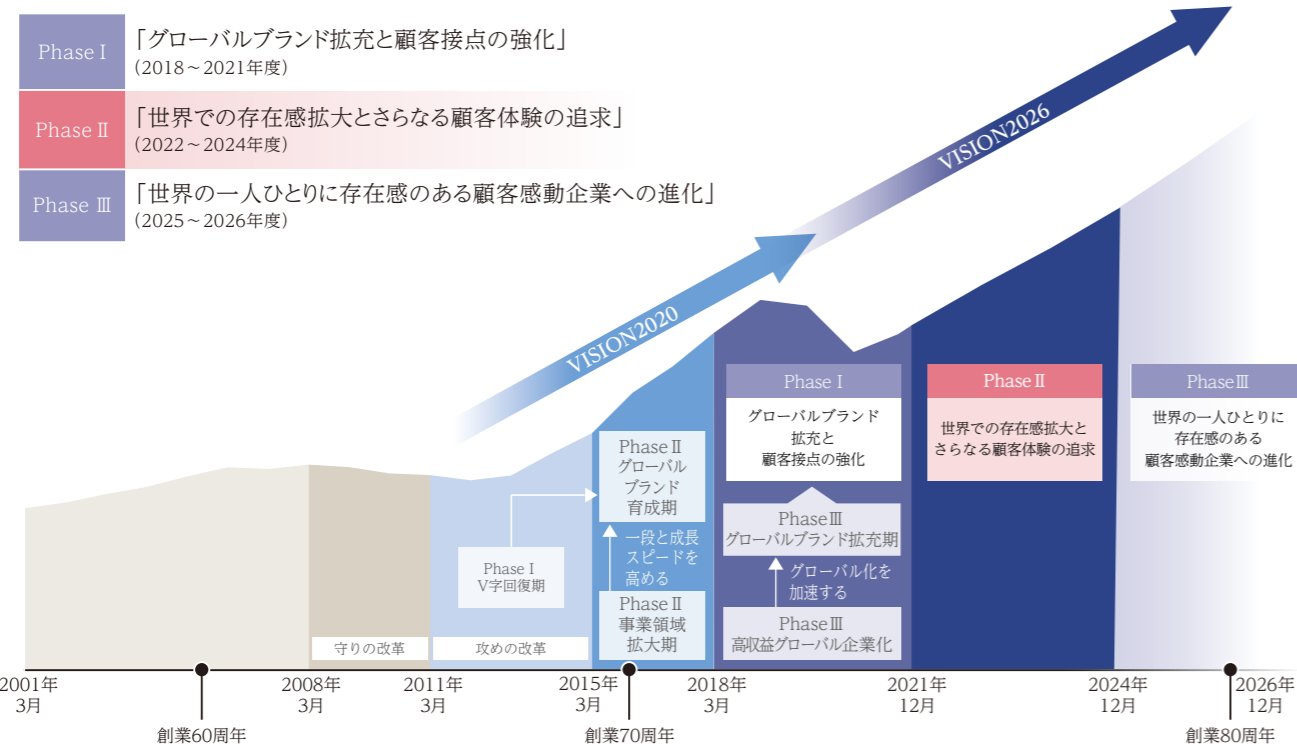 Phase Ⅰ
「グローバルブランド拡充と顧客接点の強化」
(2018～2021年度)
Phase Ⅱ
「世界での存在感拡大とさらなる顧客体験の追求」
(2022～2024年度)
Phase Ⅲ
「世界の一人ひとりに存在感のある顧客感動企業への進化」
(2025～2026年度)
VISION2020
VISION2026
守りの改革
攻めの改革
Phase Ⅰ
V字回復期
Phase Ⅱ
グローバル
ブランド
育成期
一段と成長
スピードを
高める
Phase Ⅱ
事業領域
拡大期
Phase Ⅰ
グローバルブランド
拡充と
顧客接点の強化
PhaseⅢ
グローバルブランド拡充期
グローバル化を
加速する
PhaseⅢ
高収益グローバル企業化
Phase Ⅱ
世界での存在感拡大と
さらなる顧客体験の追求
PhaseⅢ
世界の一人ひとりに
存在感のある
顧客感動企業への進化
2001年
3月
2008年
3月
2011年
3月
2015年
3月
2018年
3月
2021年
12月
2024年
12月
2026年
12月
創業60周年
創業70周年
創業80周年